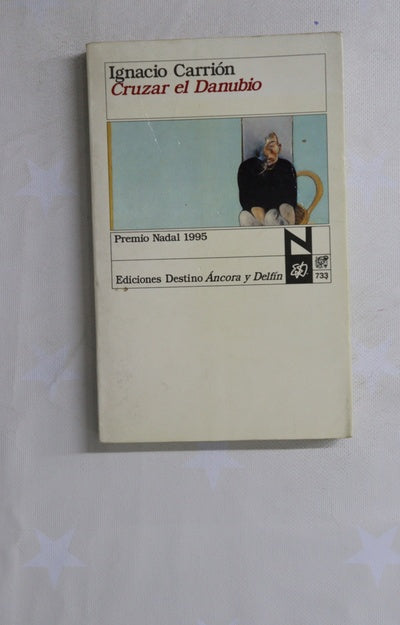 Ignacio Carrión
Cruzar el Danubio
Premio Nadal 1995
N
Ediciones Destino Áncora y Delfín
733